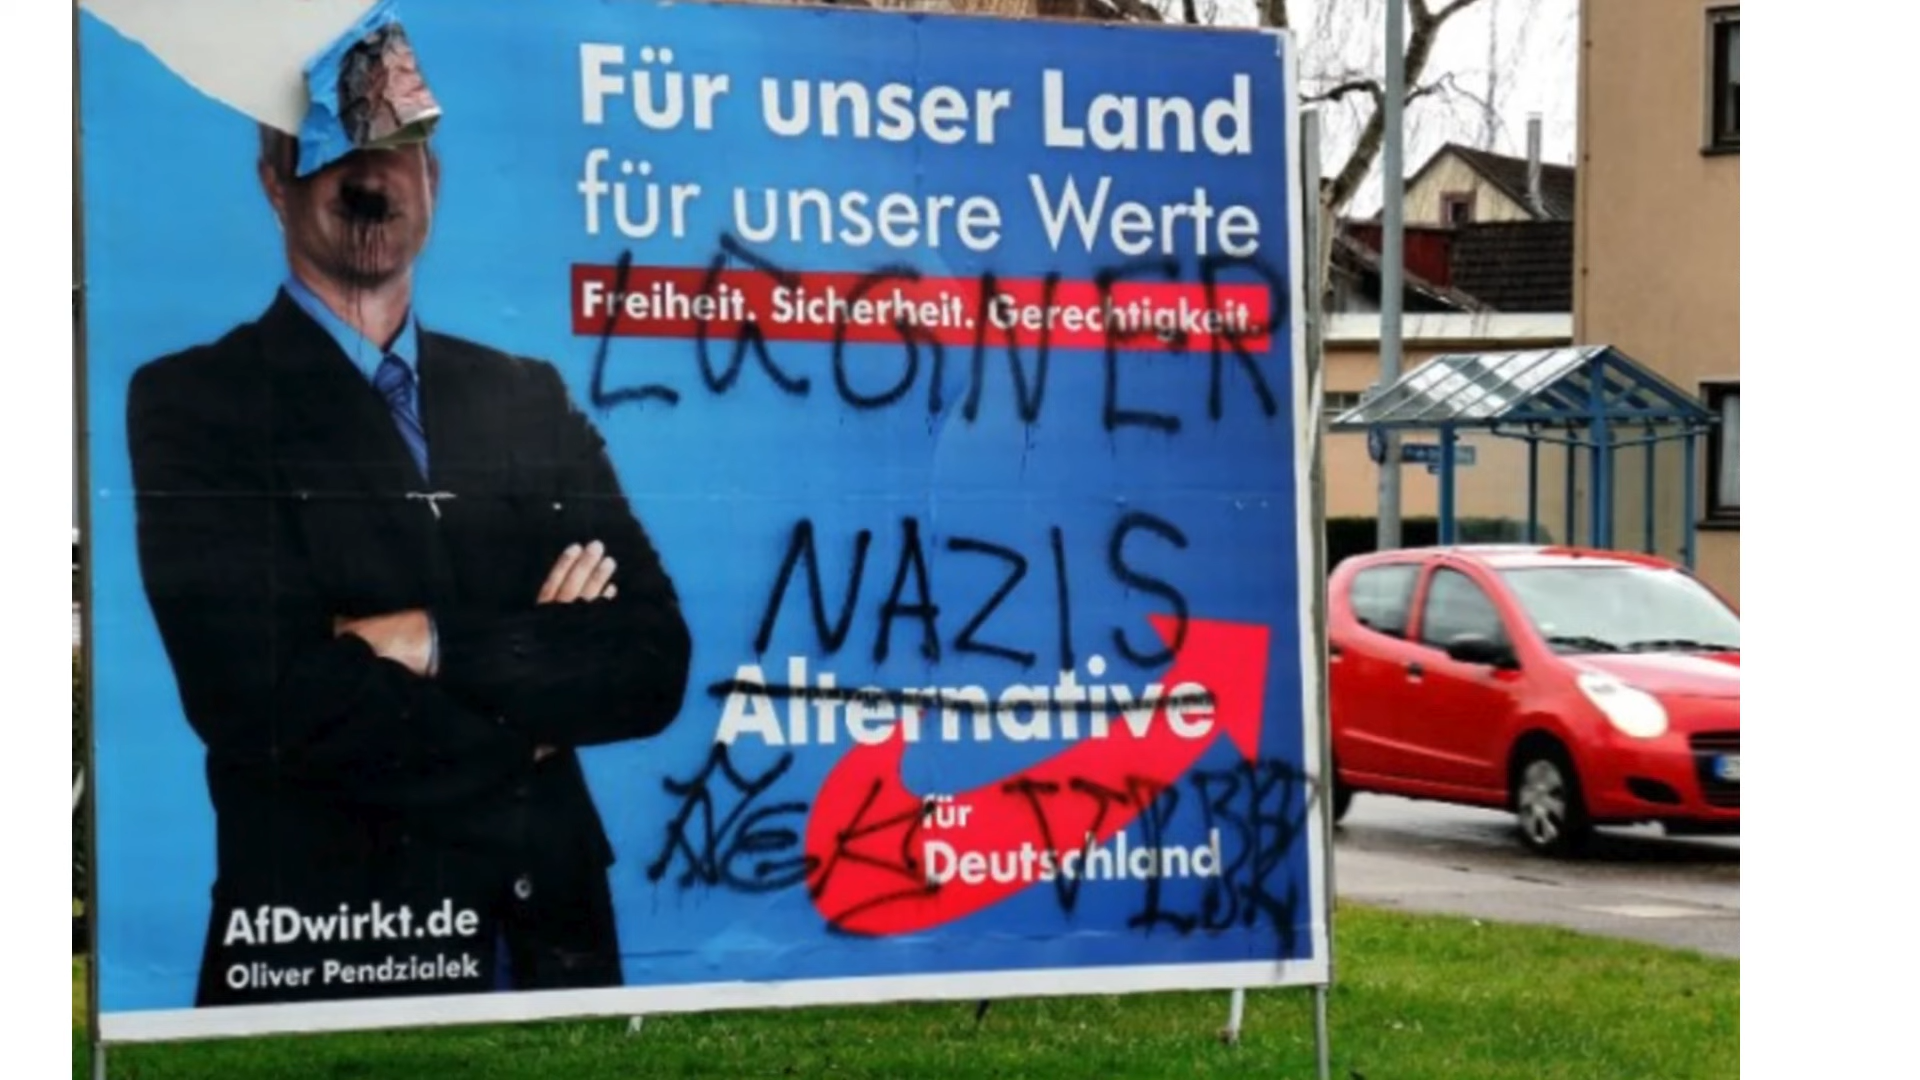 Für unser Land
für unsere Werte
Freiheit. Sicherheit. Gerechtigkeit.
LÜGNER
NAZIS
Alternative
für
Deutschland
AfDwirkt.de
Oliver Pendzialek